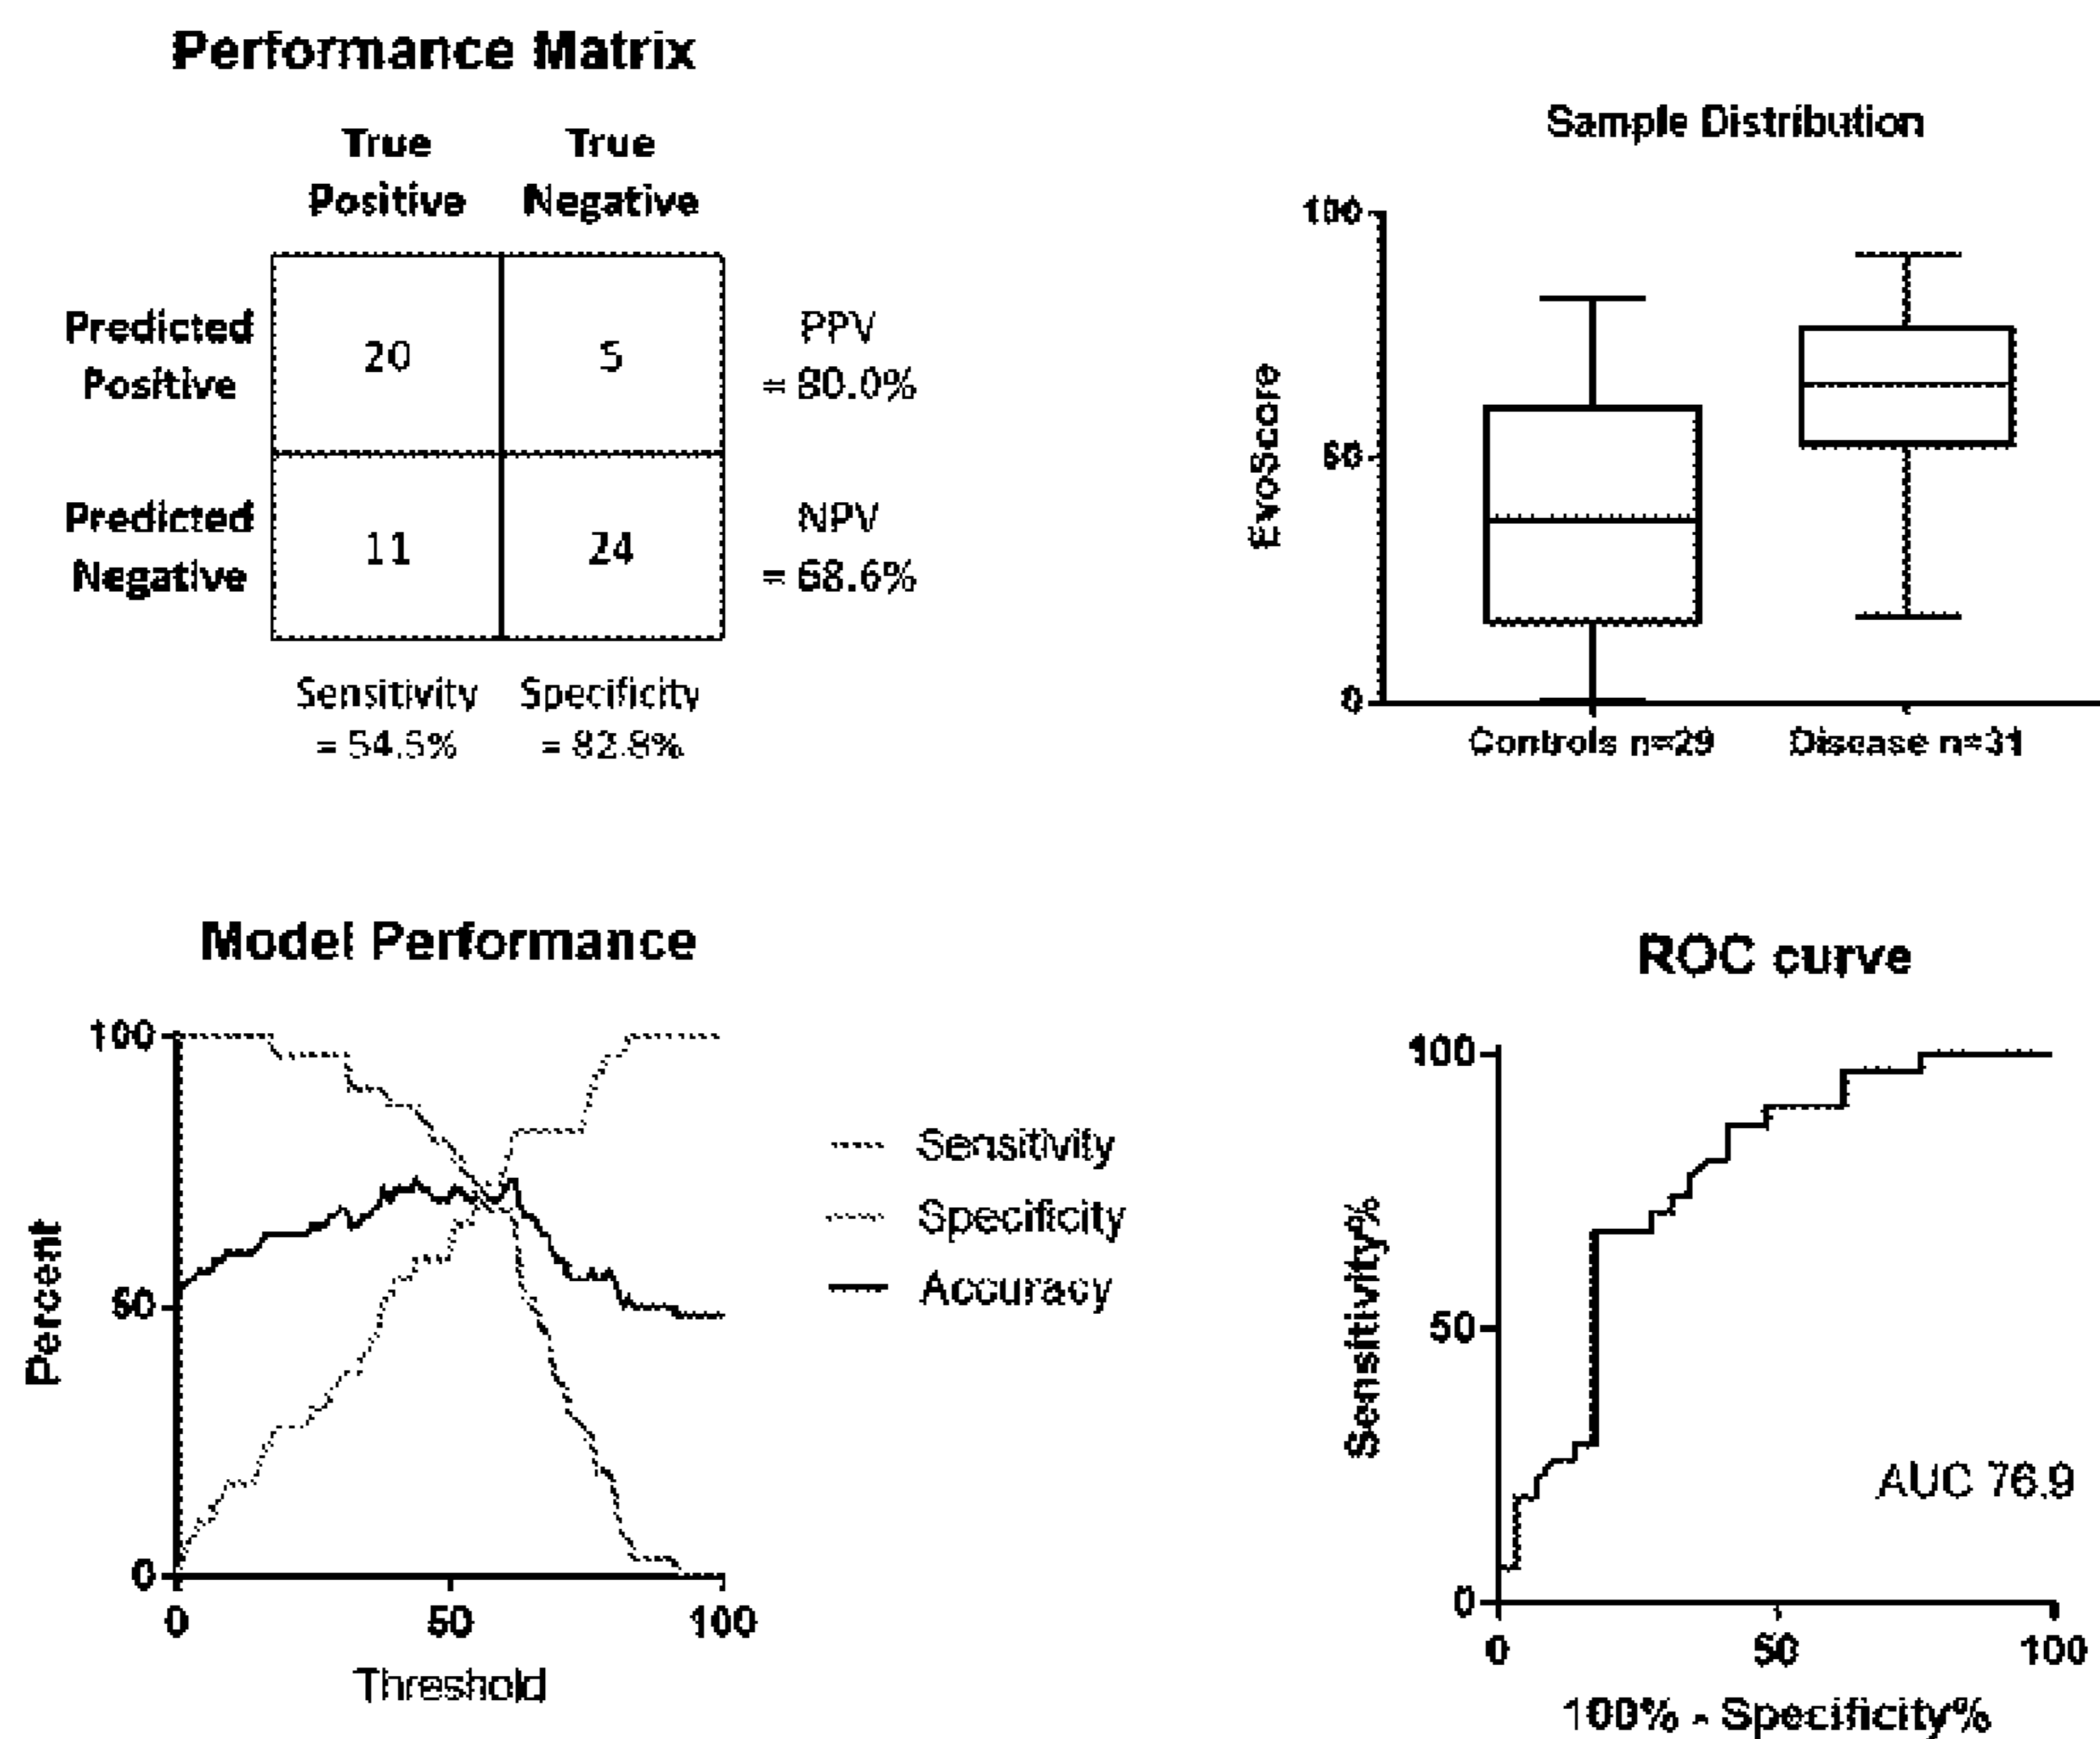 Performance Matrix
True Positive
True Negative
Predicted Positive
20
5
PPV = 80.0%
Predicted Negative
11
24
NPV = 68.6%
Sensitivity = 54.5%
Specificity = 82.8%
Sample Distribution
100
50
0
EvoScore
Controls n=29
Disease n=31
Model Performance
100
50
0
Percent
0
50
100
Threshold
Sensitivity
Specificity
Accuracy
ROC curve
100
50
0
Sensitivity%
AUC 76.9
0
50
100
100% - Specificity%